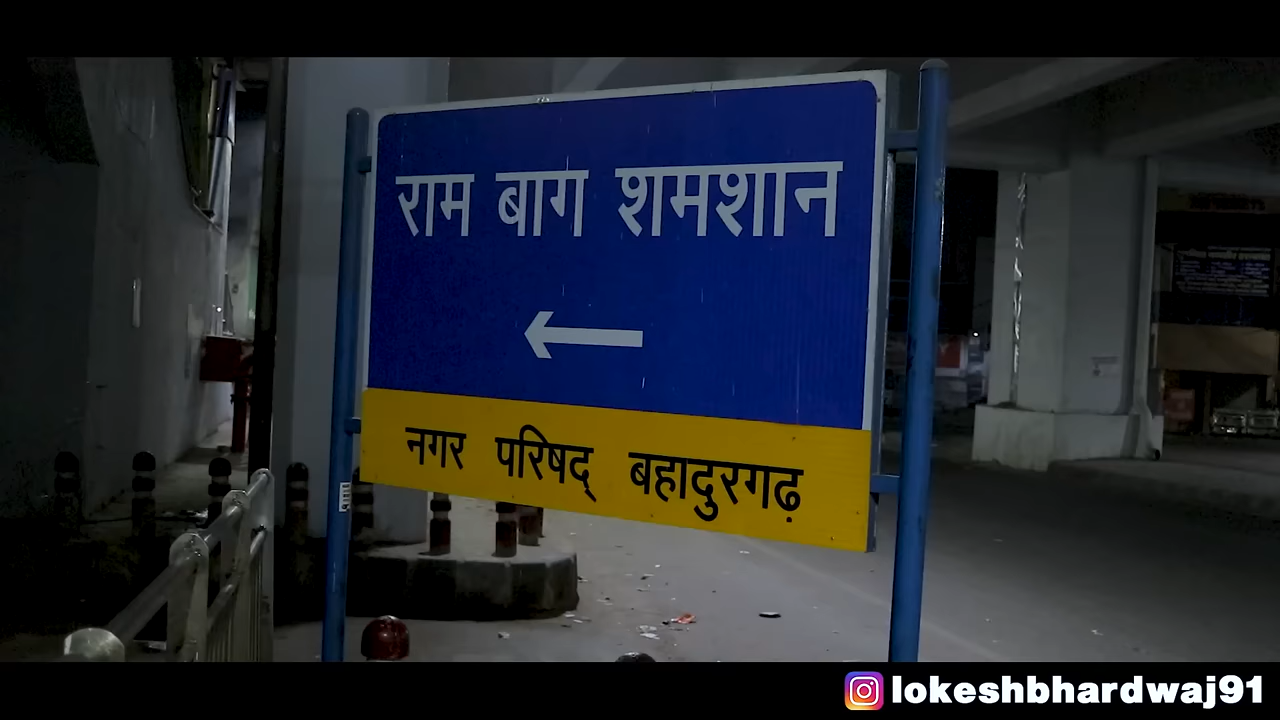 राम बाग शमशान
←
नगर परिषद् बहादुरगढ़
lokeshbhardwaj91